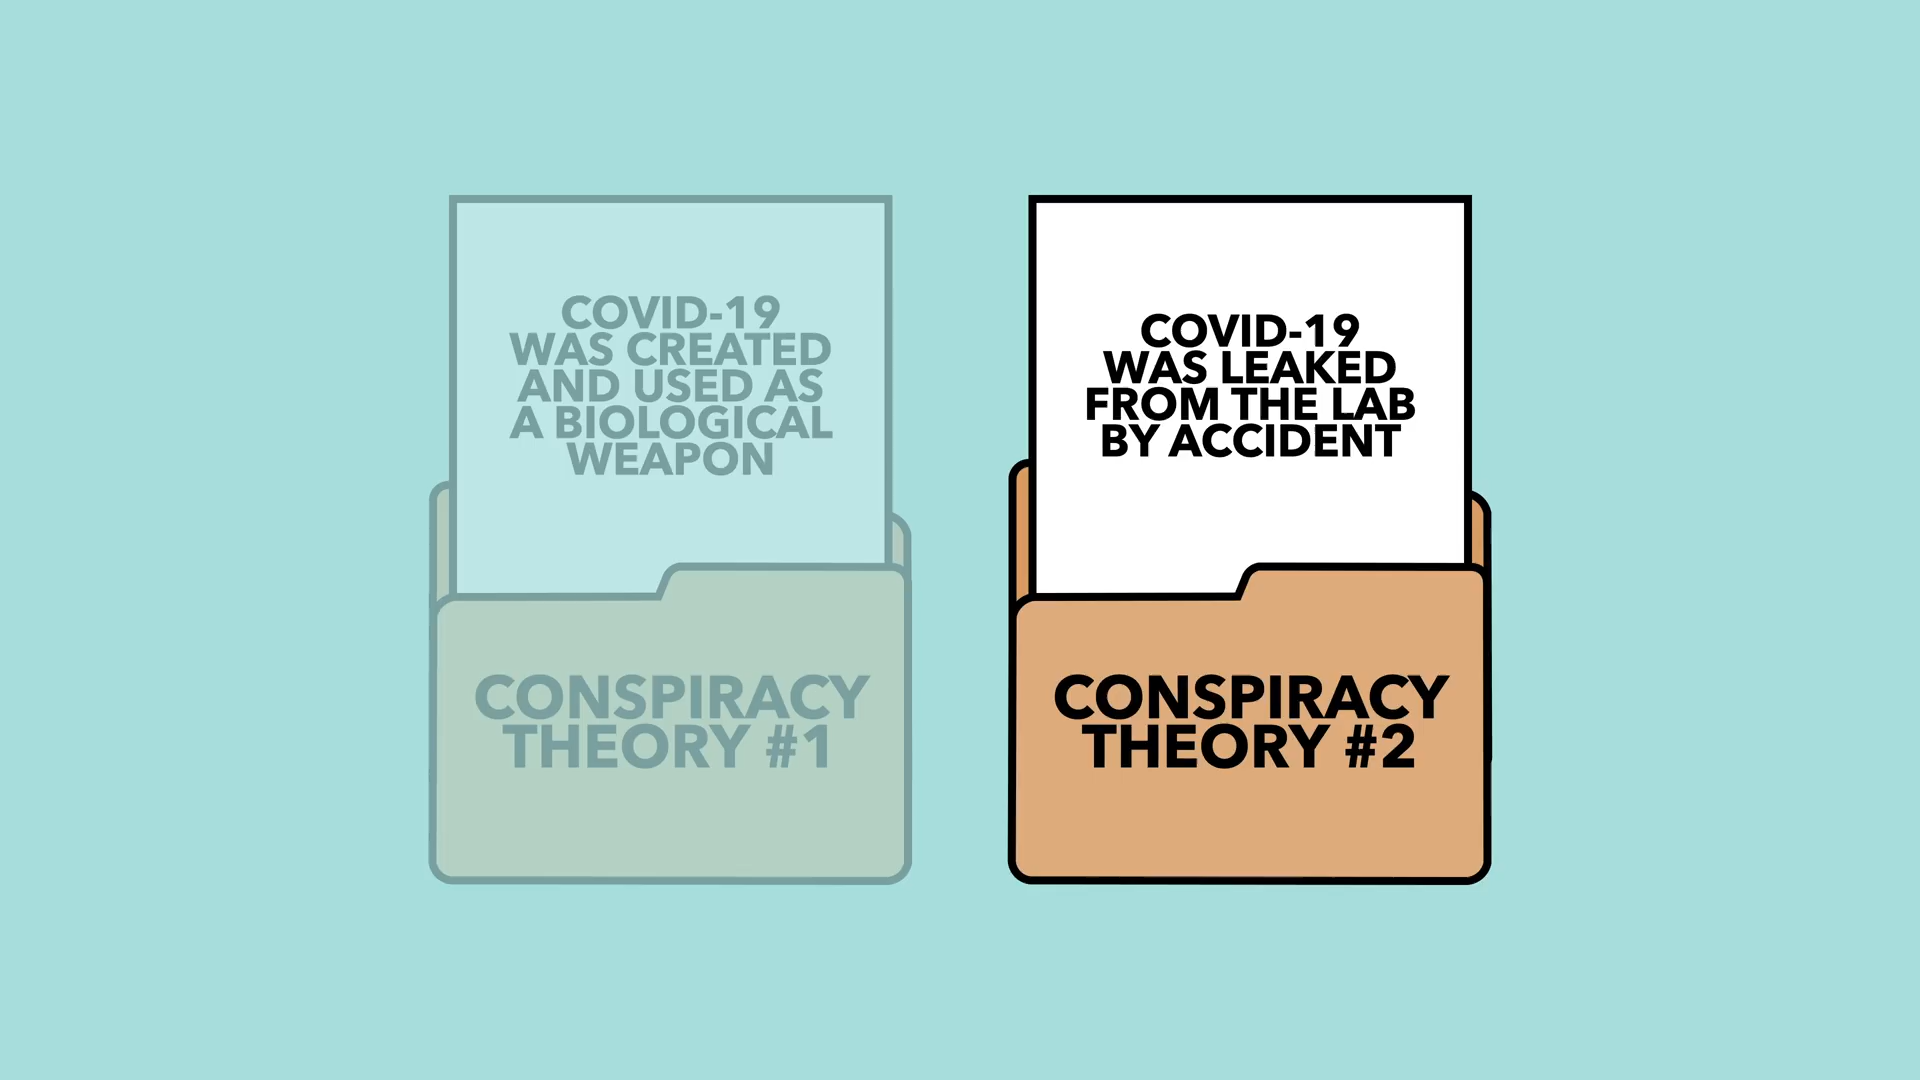 COVID-19
WAS CREATED
AND USED AS
A BIOLOGICAL
WEAPON
CONSPIRACY
THEORY #1
COVID-19
WAS LEAKED
FROM THE LAB
BY ACCIDENT
CONSPIRACY
THEORY #2